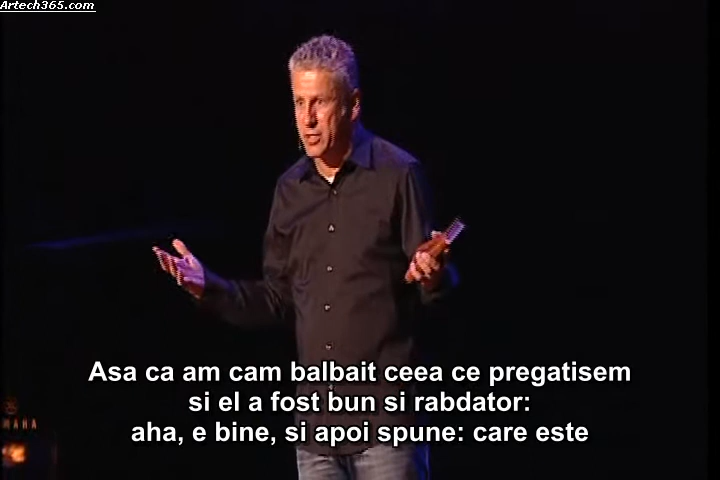 Artech365.com
Asa ca am cam balbait ceea ce pregatisem
si el a fost bun si rabdator:
aha, e bine, si apoi spune: care este